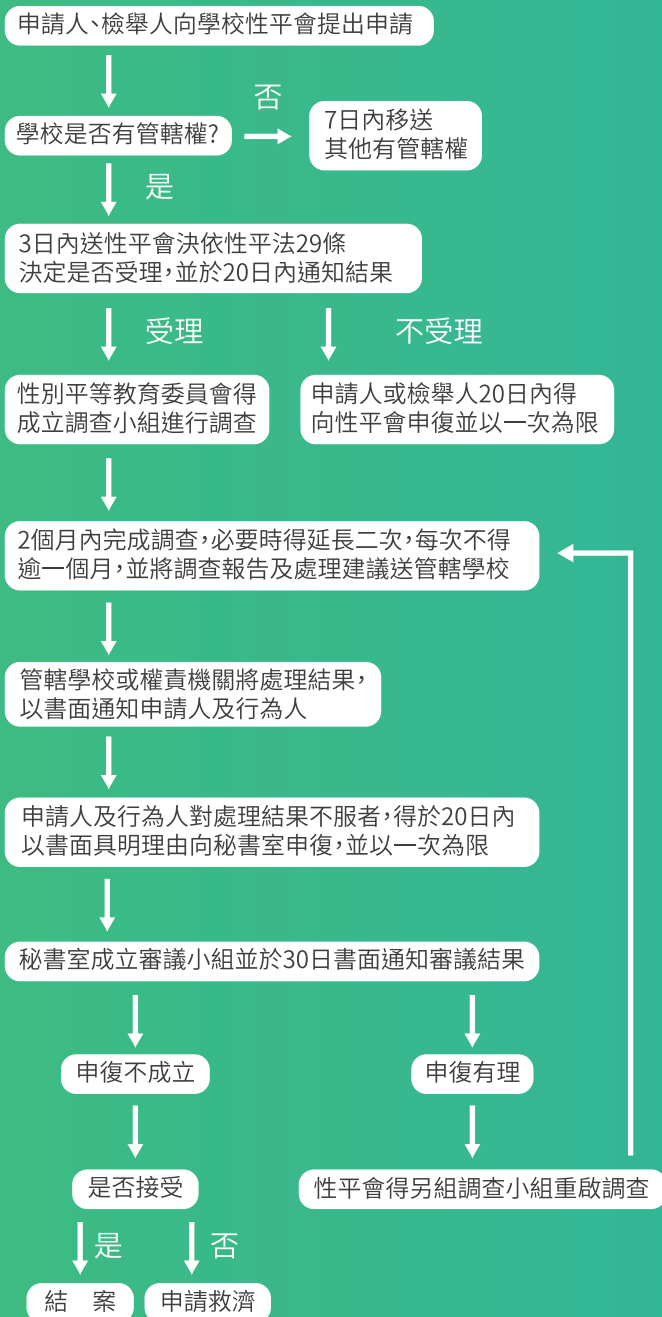 申請人、檢舉人向學校性平會提出申請
否
學校是否有管轄權?
7日內移送
其他有管轄權
是
3日內送性平會決依性平法29條
決定是否受理,並於20日內通知結果
受理
不受理
性別平等教育委員會得
成立調查小組進行調查
申請人或檢舉人20日內得
向性平會申復並以一次為限
2個月內完成調查,必要時得延長二次,每次不得
逾一個月,並將調查報告及處理建議送管轄學校
管轄學校或權責機關將處理結果,
以書面通知申請人及行為人
申請人及行為人對處理結果不服者,得於20日內
以書面具明理由向秘書室申復,並以一次為限
秘書室成立審議小組並於30日書面通知審議結果
申復不成立
申復有理
是否接受
性平會得另組調查小組重啟調查
是
否
結 案
申請救濟